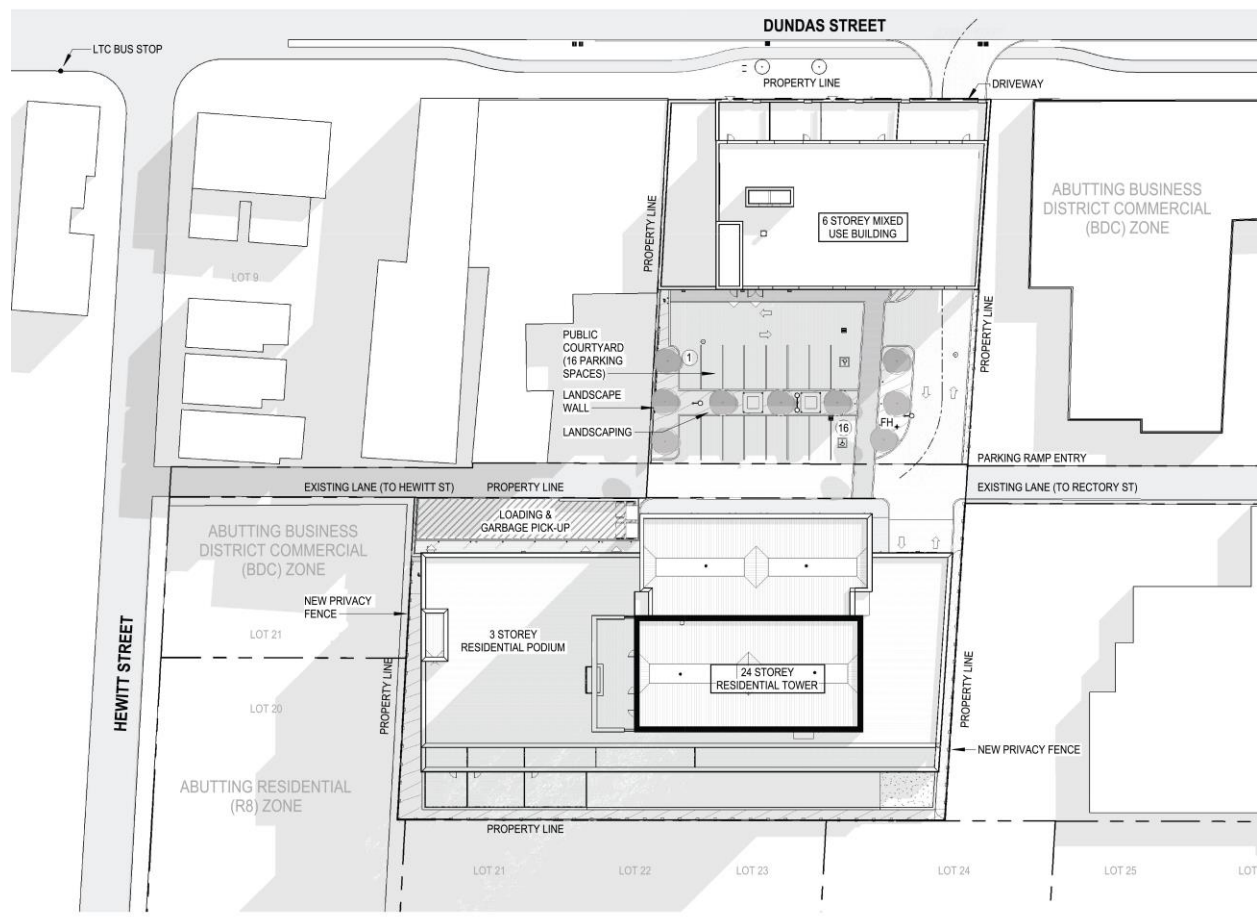 DUNDAS STREET
LTC BUS STOP
PROPERTY LINE
DRIVEWAY
ABUTTING BUSINESS
DISTRICT COMMERCIAL
(BDC) ZONE
PROPERTY LINE
6 STOREY MIXED
USE BUILDING
LOT 9
PROPERTY LINE
PUBLIC
COURTYARD
(16 PARKING
SPACES)
1
LANDSCAPE
WALL
LANDSCAPING
FH
16
PARKING RAMP ENTRY
EXISTING LANE (TO HEWITT ST)
PROPERTY LINE
EXISTING LANE (TO RECTORY ST)
LOADING &
GARBAGE PICK-UP
ABUTTING BUSINESS
DISTRICT COMMERCIAL
(BDC) ZONE
NEW PRIVACY
FENCE
LOT 21
3 STOREY
RESIDENTIAL PODIUM
24 STOREY
RESIDENTIAL TOWER
HEWITT STREET
PROPERTY LINE
LOT 20
PROPERTY LINE
NEW PRIVACY FENCE
ABUTTING RESIDENTIAL
(R8) ZONE
PROPERTY LINE
LOT 21
LOT 22
LOT 23
LOT 24
LOT 25
LOT